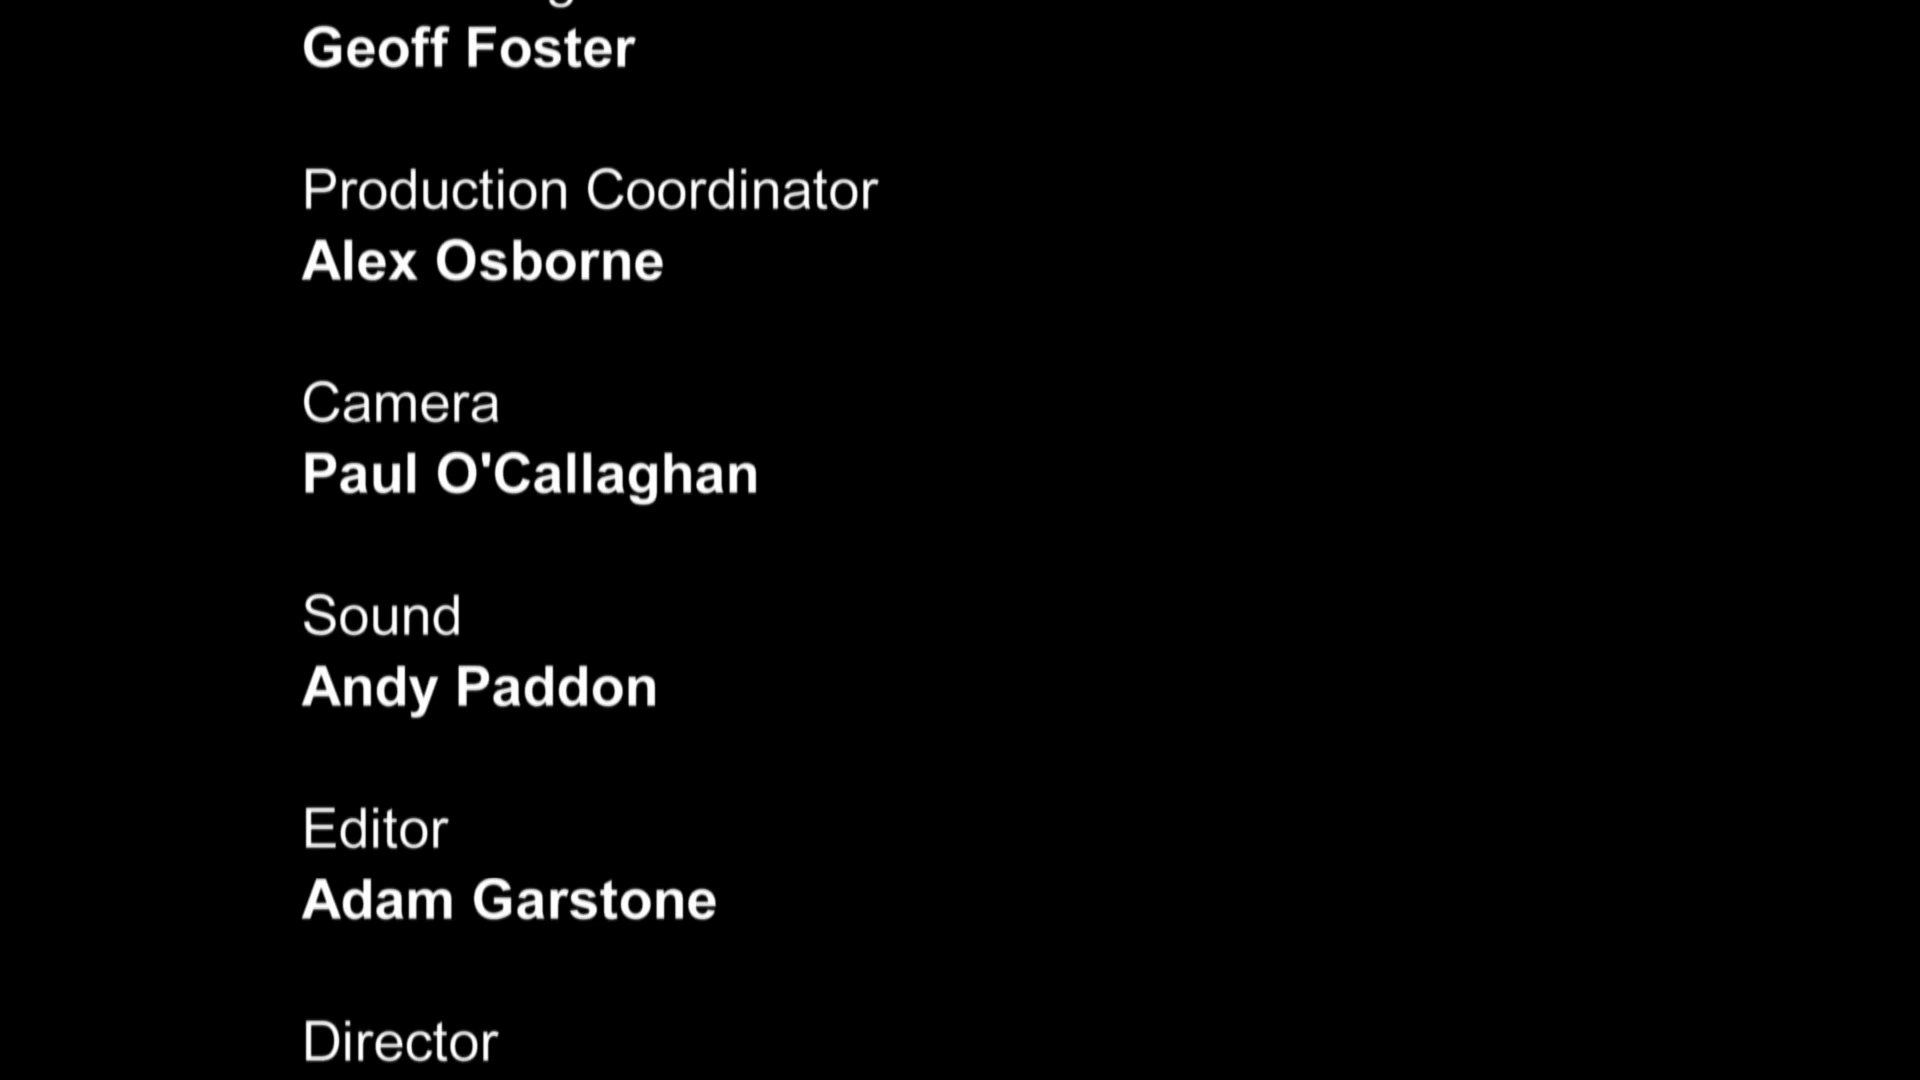 Geoff Foster
Production Coordinator
Alex Osborne
Camera
Paul O'Callaghan
Sound
Andy Paddon
Editor
Adam Garstone
Director